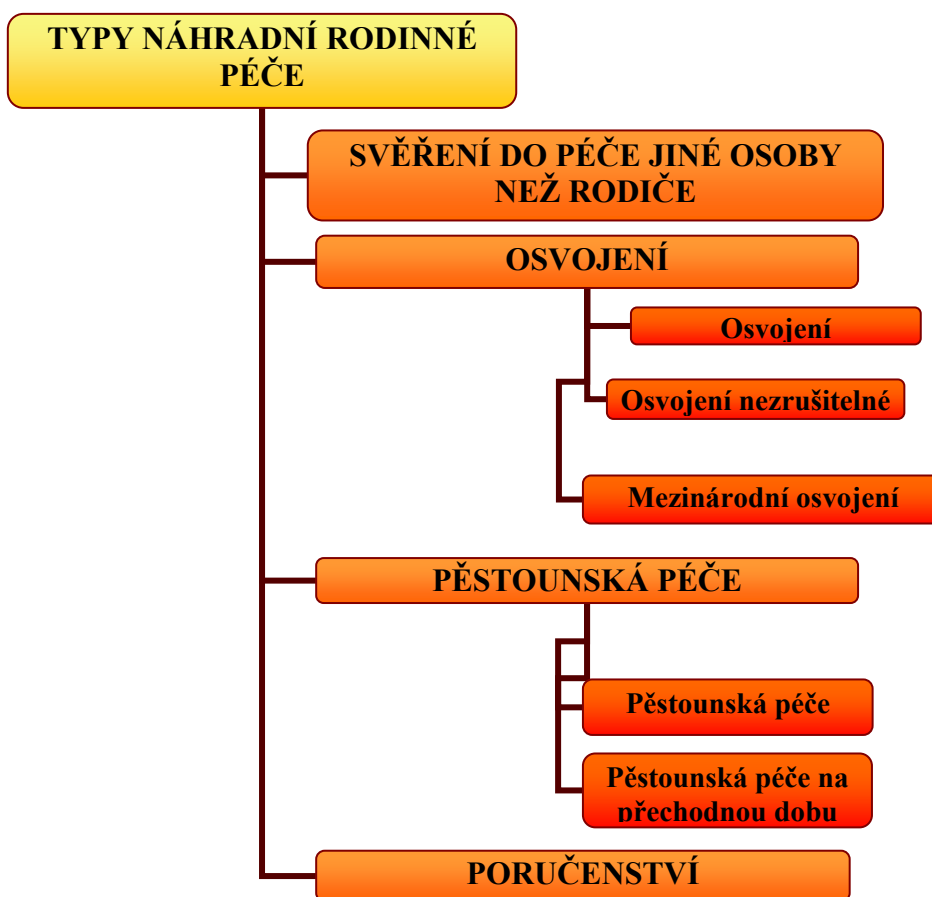 TYPY NÁHRADNÍ RODINNÉ
PÉČE
SVĚŘENÍ DO PÉČE JINÉ OSOBY
NEŽ RODIČE
OSVOJENÍ
Osvojení
Osvojení nezrušitelné
Mezinárodní osvojení
PĚSTOUNSKÁ PÉČE
Pěstounská péče
Pěstounská péče na
přechodnou dobu
PORUČENSTVÍ